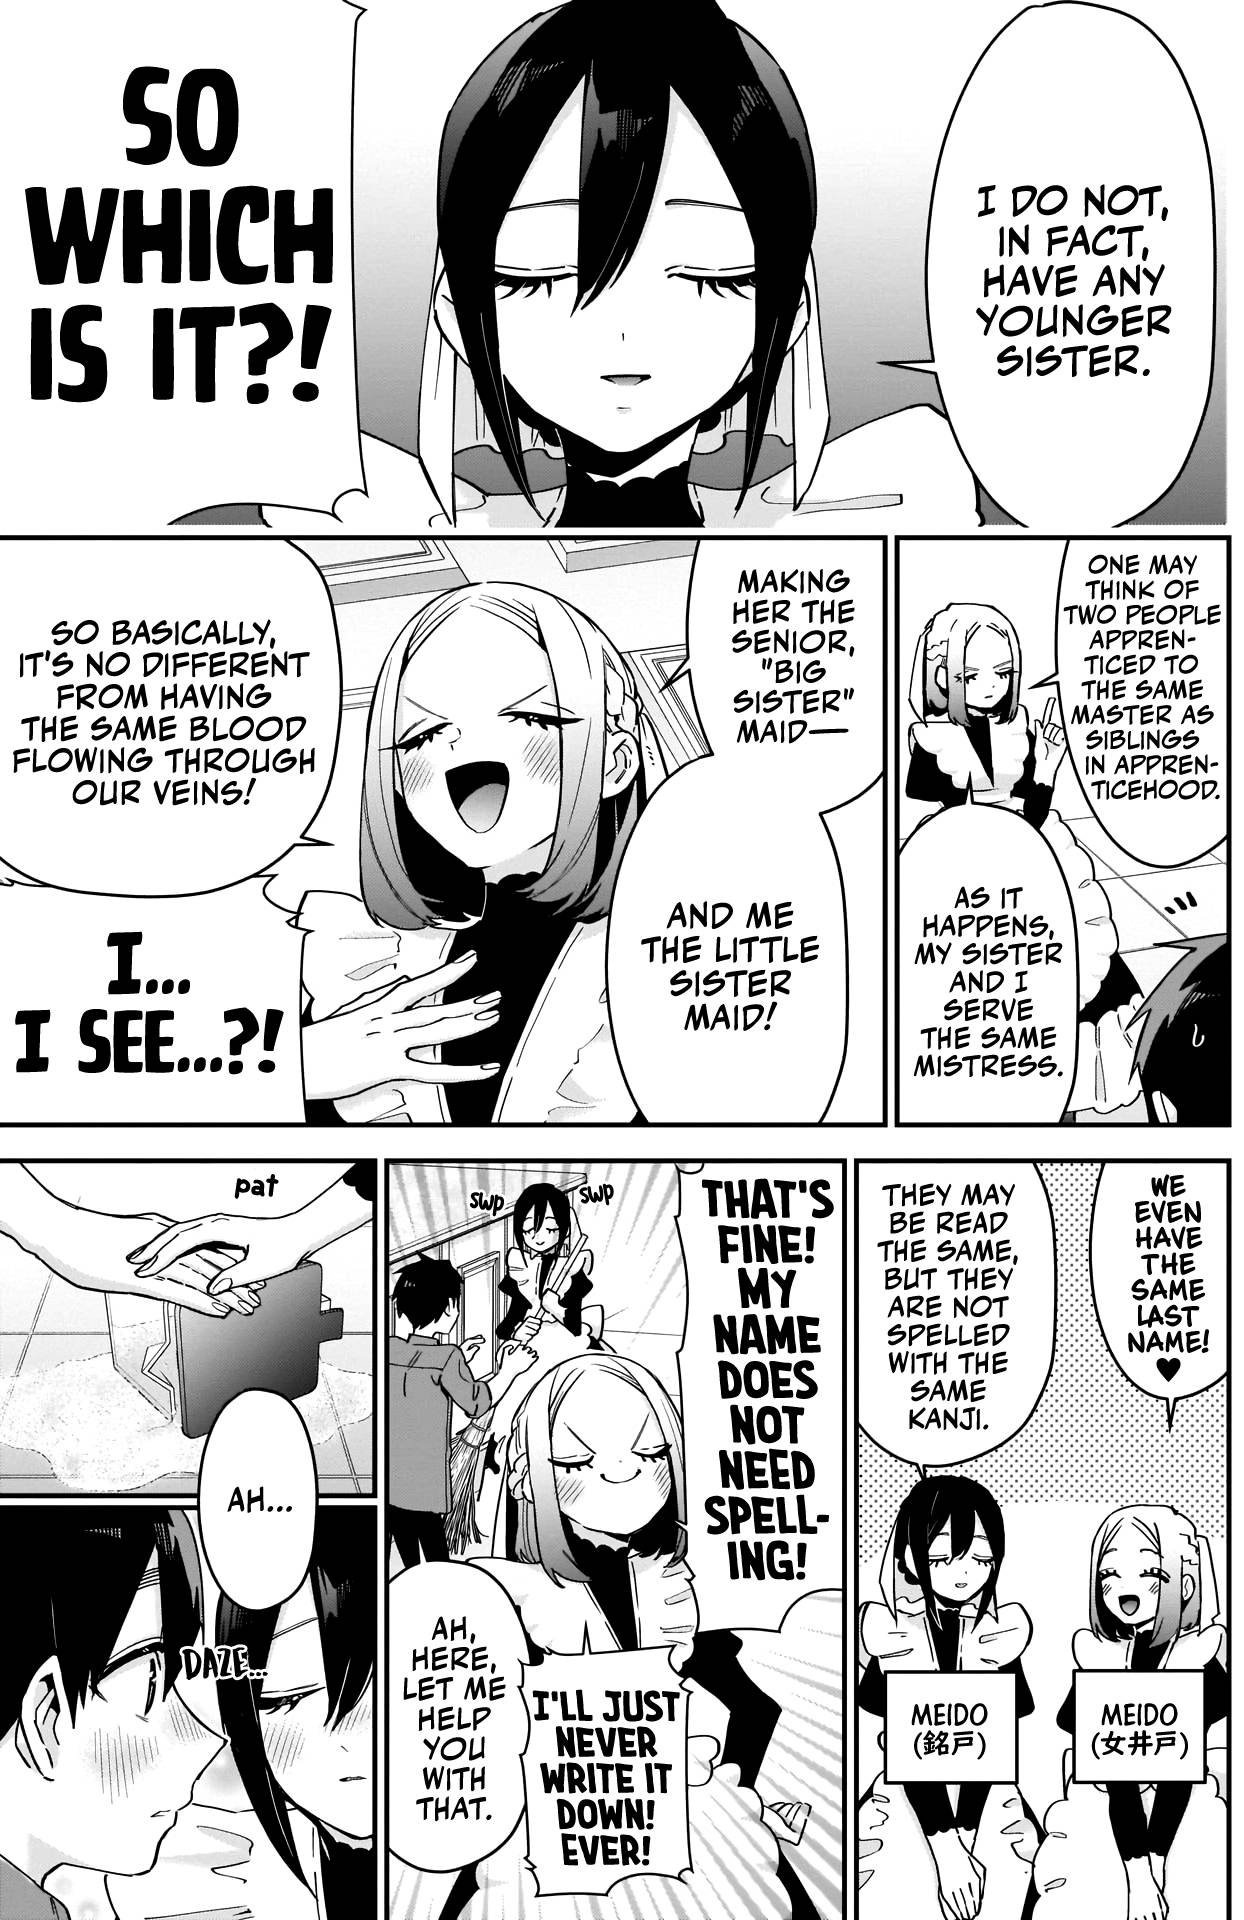 I DO NOT,
IN FACT,
HAVE ANY
YOUNGER
SISTER.
SO
WHICH
IS IT?!
ONE MAY
THINK OF
TWO PEOPLE
APPREN-
TICED TO
THE SAME
MASTER AS
SIBLINGS
IN APPREN-
TICEHOOD.
AS IT
HAPPENS,
MY SISTER
AND I
SERVE
THE SAME
MISTRESS.
MAKING
HER THE
SENIOR,
"BIG
SISTER"
MAID—
AND ME
THE LITTLE
SISTER
MAID!
SO BASICALLY,
IT'S NO DIFFERENT
FROM HAVING
THE SAME BLOOD
FLOWING THROUGH
OUR VEINS!
I...
I SEE...?!
WE
EVEN
HAVE
THE
SAME
LAST
NAME!
♥
THEY MAY
BE READ
THE SAME,
BUT THEY
ARE NOT
SPELLED
WITH THE
SAME
KANJI.
MEIDO
(女井戸)
MEIDO
(銘戸)
THAT'S
FINE!
MY
NAME
DOES
NOT
NEED
SPELL-
ING!
SWP
SWP
I'LL JUST
NEVER
WRITE IT
DOWN!
EVER!
AH,
HERE,
LET ME
HELP
YOU
WITH
THAT.
pat
AH...
DAZE...